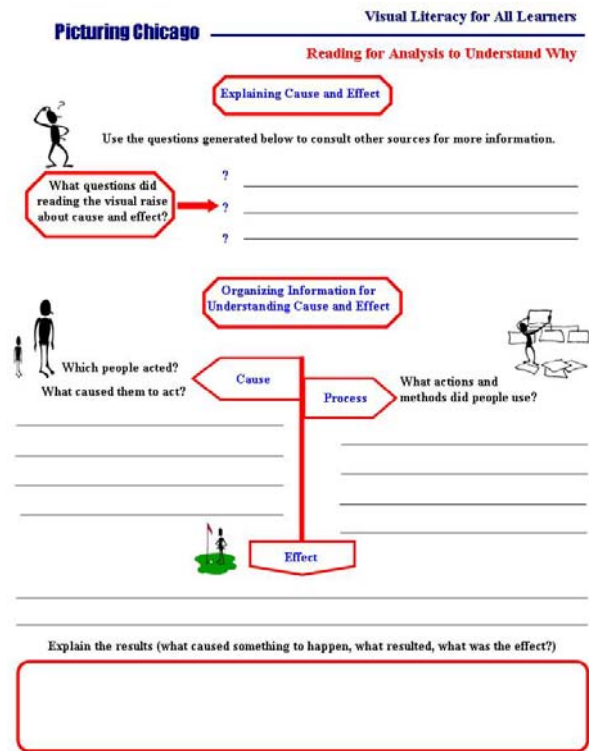 Picturing Chicago
Visual Literacy for All Learners
Reading for Analysis to Understand Why
Explaining Cause and Effect
Use the questions generated below to consult other sources for more information.
What questions did
reading the visual raise
about cause and effect?
?
?
?
Organizing Information for
Understanding Cause and Effect
Which people acted?
What caused them to act?
Cause
Process
What actions and
methods did people use?
Effect
Explain the results (what caused something to happen, what resulted, what was the effect?)